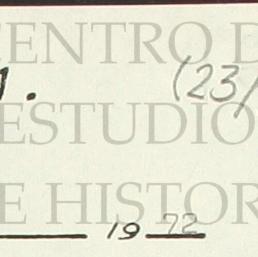 CENTRO D
(23/
ESTUDIO
E HISTOR
19 72